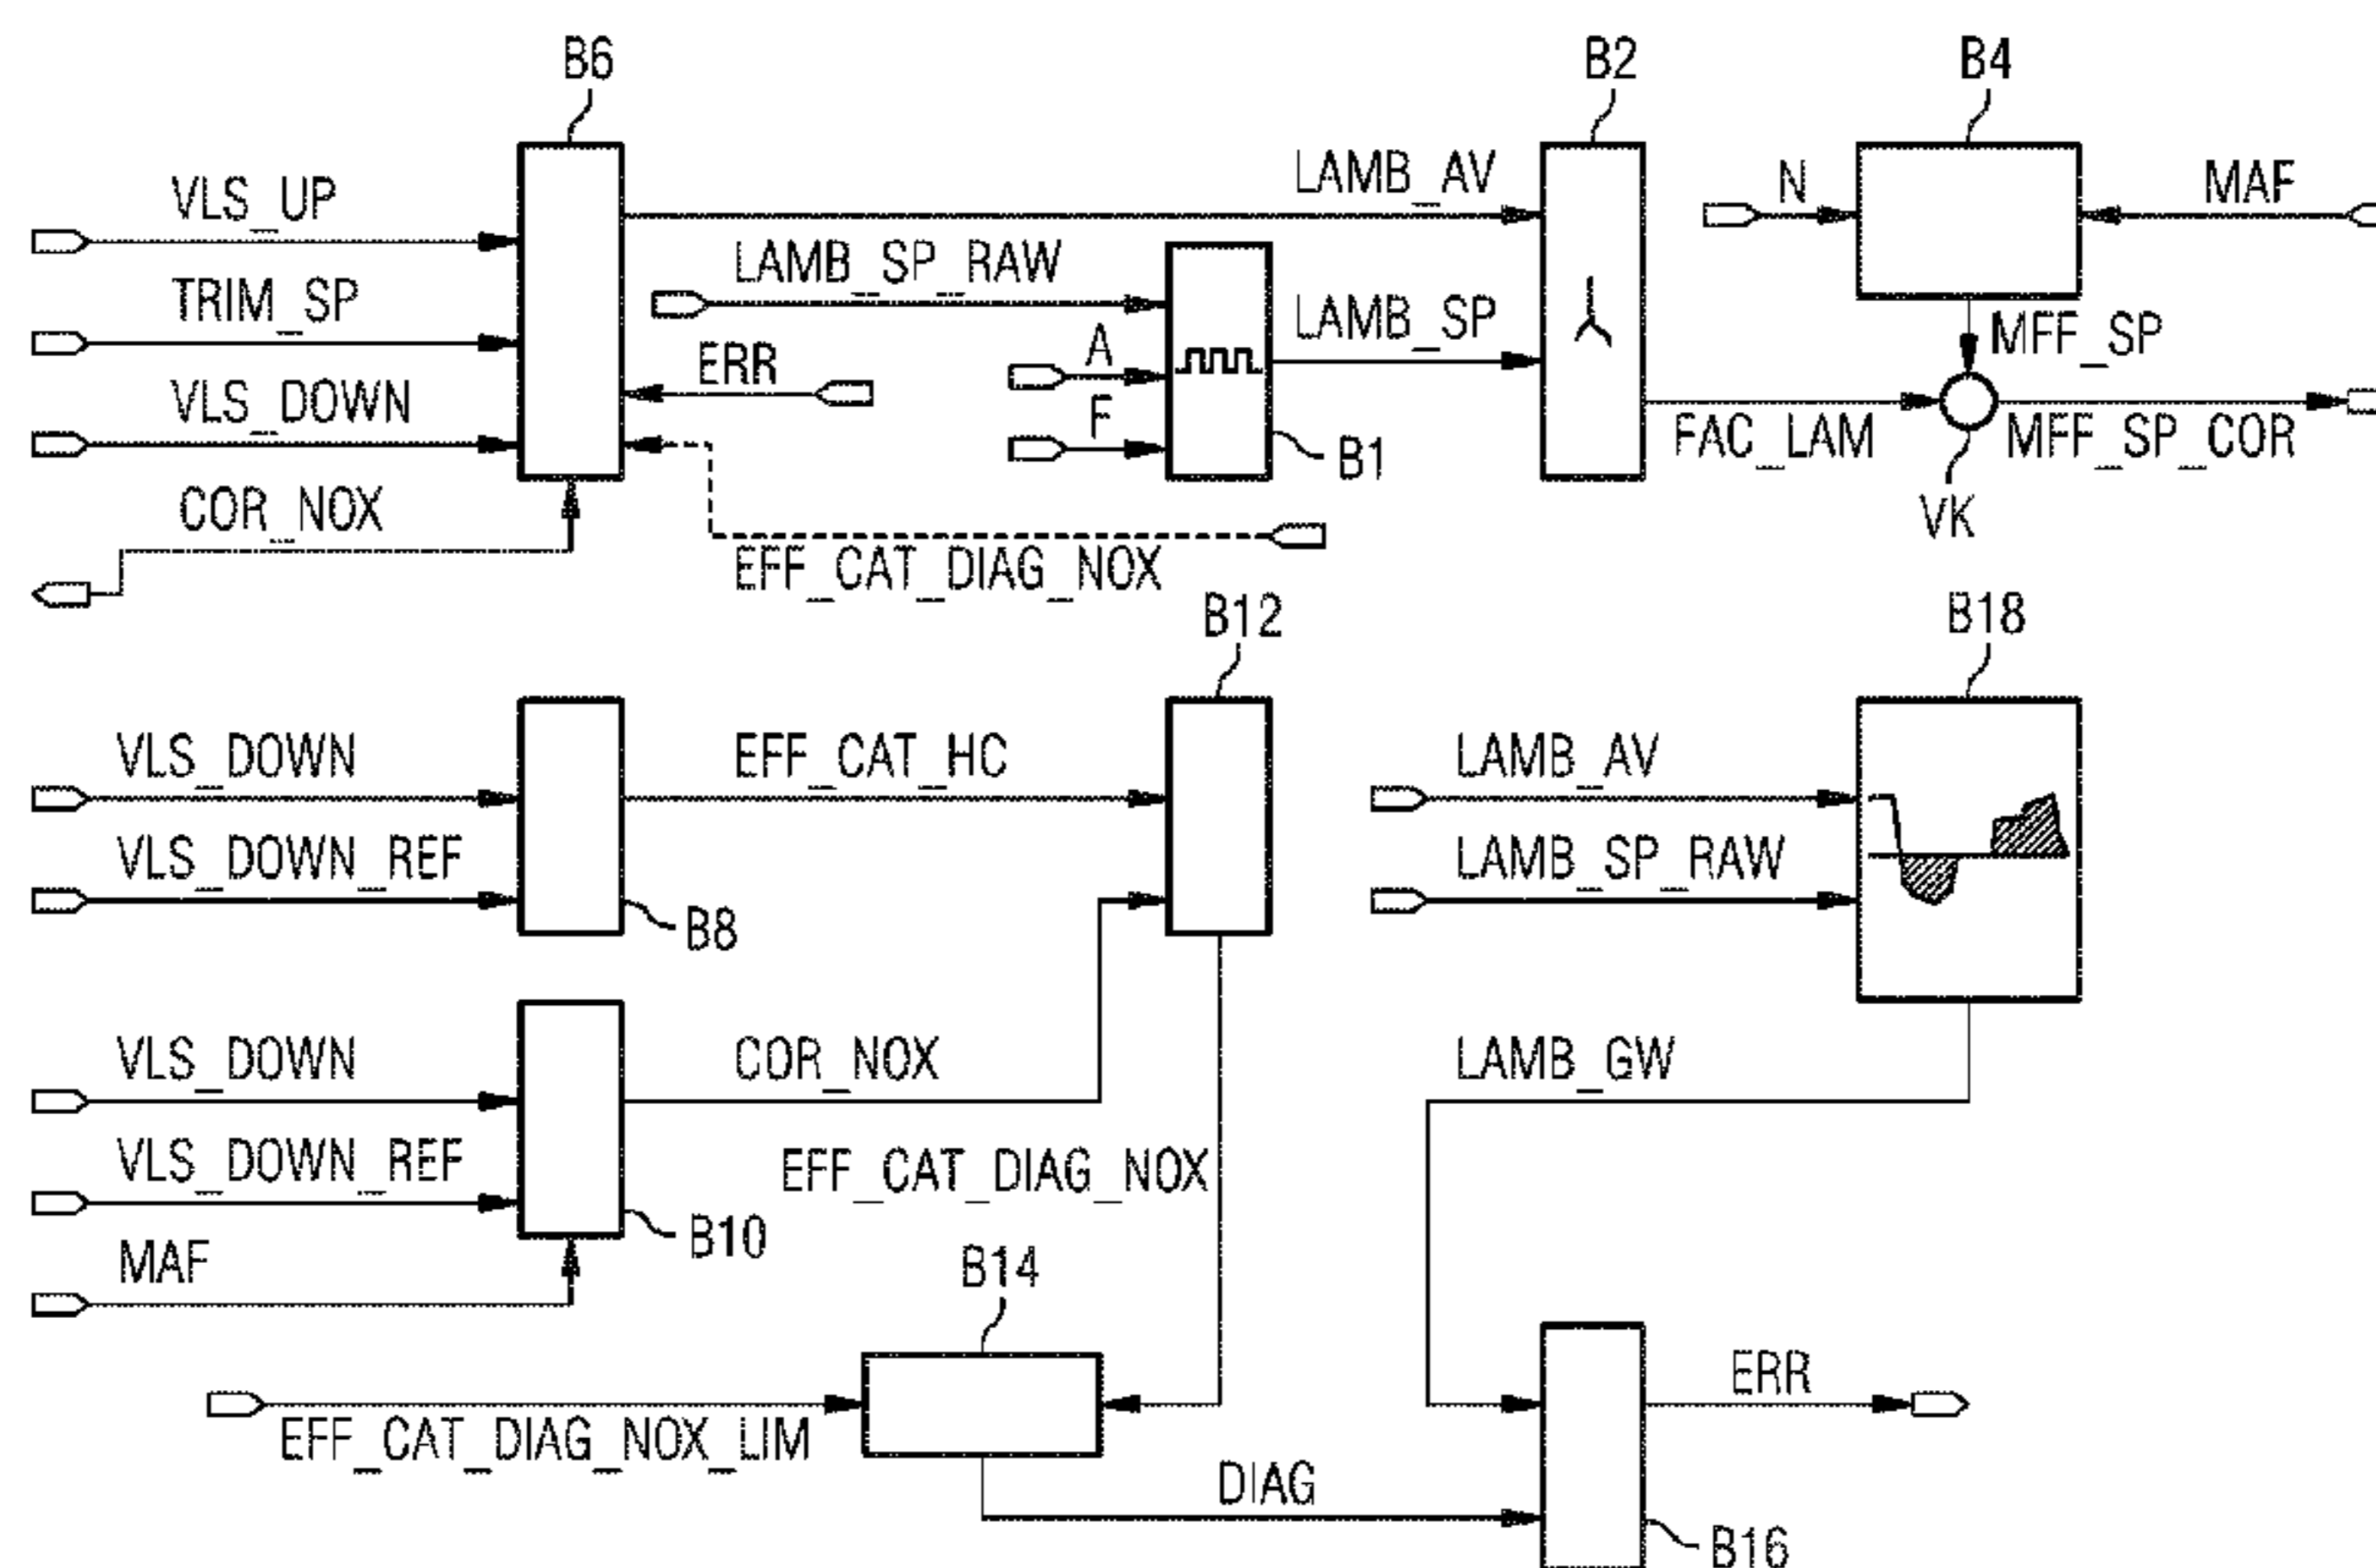 B6
B2
B4
VLS_UP
LAMB_AV
N
MAF
LAMB_SP_RAW
TRIM_SP
LAMB_SP
MFF_SP
A
ERR
VLS_DOWN
F
FAC_LAM
MFF_SP_COR
B1
COR_NOX
VK
EFF_CAT_DIAG_NOX
B12
B18
VLS_DOWN
EFF_CAT_HC
LAMB_AV
VLS_DOWN_REF
LAMB_SP_RAW
B8
VLS_DOWN
COR_NOX
LAMB_GW
VLS_DOWN_REF
EFF_CAT_DIAG_NOX
B10
MAF
B14
ERR
EFF_CAT_DIAG_NOX_LIM
DIAG
B16